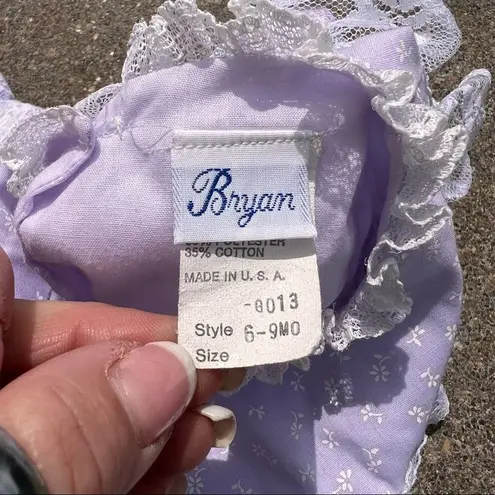 Bryan
POLYESTER
35% COTTON
MADE IN U. S. A.
-8013
Style 6-9MO
Size